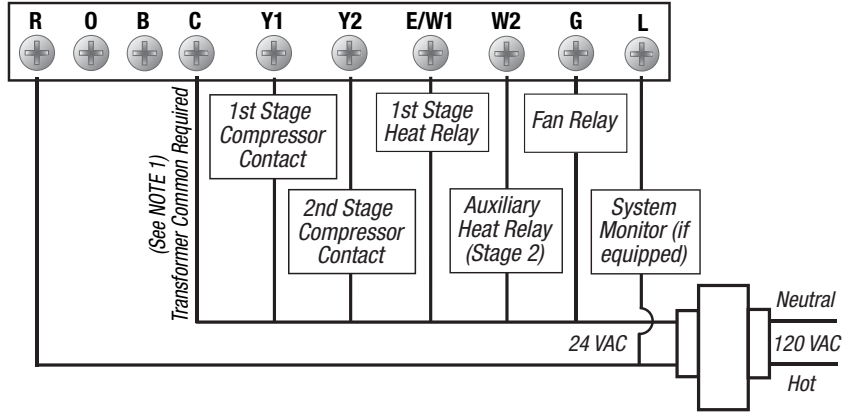 R O B C Y1 Y2 E/W1 W2 G L
(See NOTE 1)
Transformer Common Required
1st Stage
Compressor
Contact
2nd Stage
Compressor
Contact
1st Stage
Heat Relay
Auxiliary
Heat Relay
(Stage 2)
Fan Relay
System
Monitor (if
equipped)
Neutral
24 VAC
120 VAC
Hot